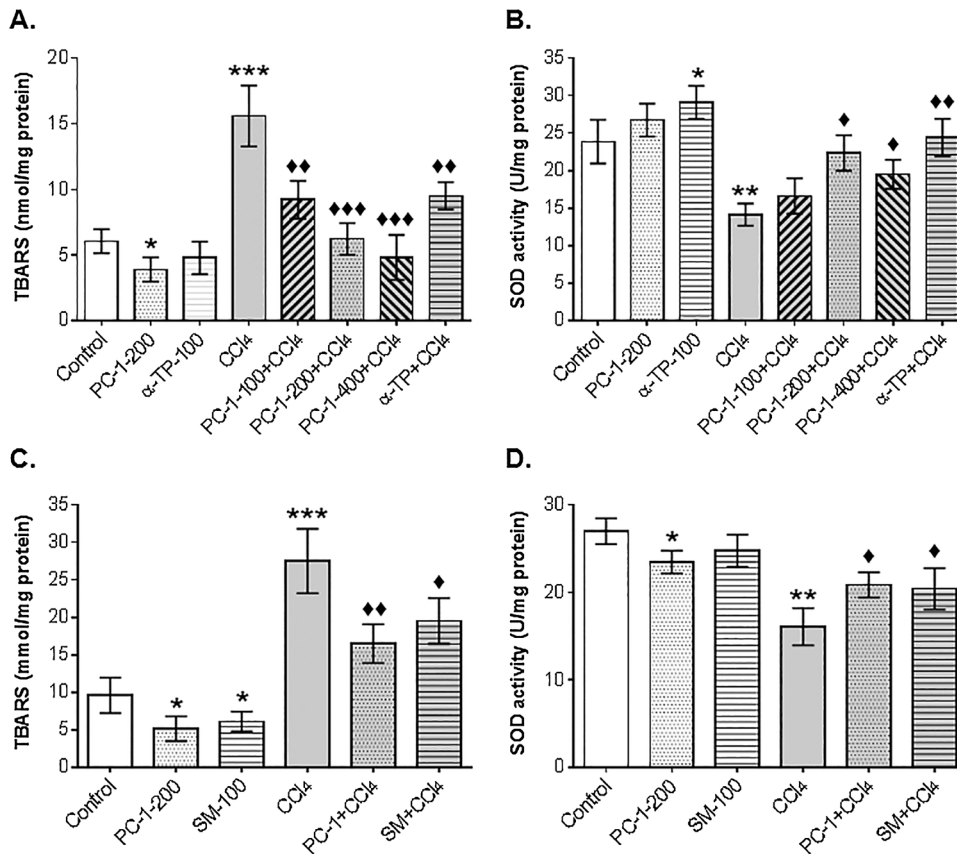 A.
TBARS (nmol/mg protein)
20
15
10
5
0
***
*
♦♦
♦♦♦
♦♦♦
♦♦
Control
PC-1-200
α-TP-100
CCl₄
PC-1-100+CCl₄
PC-1-200+CCl₄
PC-1-400+CCl₄
α-TP+CCl₄
B.
SOD activity (U/mg protein)
35
30
25
20
15
10
5
0
*
**
♦
♦
♦♦
Control
PC-1-200
α-TP-100
CCl₄
PC-1-100+CCl₄
PC-1-200+CCl₄
PC-1-400+CCl₄
α-TP+CCl₄
C.
TBARS (mmol/mg protein)
35
30
25
20
15
10
5
0
*
*
***
♦♦
♦
Control
PC-1-200
SM-100
CCl₄
PC-1+CCl₄
SM+CCl₄
D.
SOD activity (U/mg protein)
30
20
10
0
*
**
♦
♦
Control
PC-1-200
SM-100
CCl₄
PC-1+CCl₄
SM+CCl₄